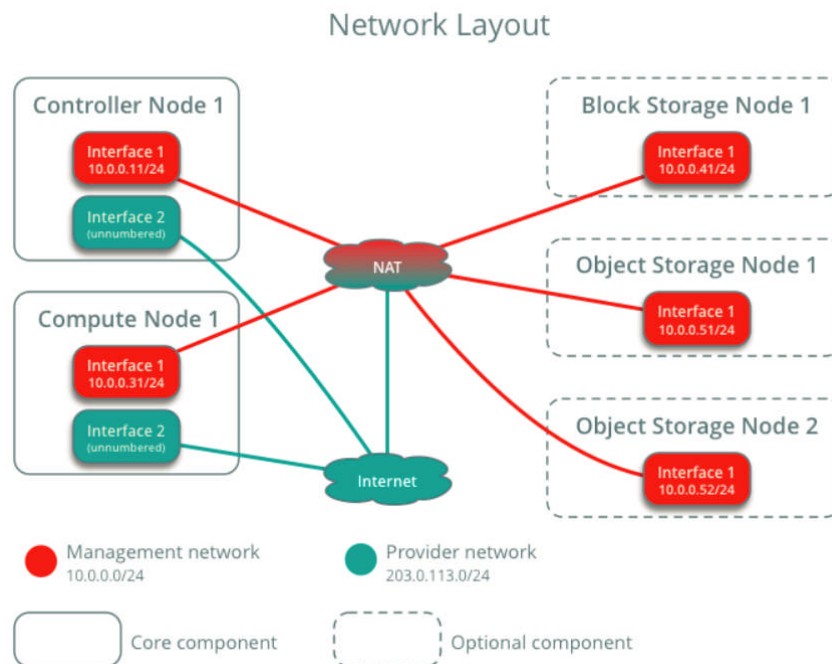 Network Layout
Controller Node 1
Interface 1
10.0.0.11/24
Interface 2
(unnumbered)
Compute Node 1
Interface 1
10.0.0.31/24
Interface 2
(unnumbered)
NAT
Internet
Block Storage Node 1
Interface 1
10.0.0.41/24
Object Storage Node 1
Interface 1
10.0.0.51/24
Object Storage Node 2
Interface 1
10.0.0.52/24
Management network
10.0.0.0/24
Provider network
203.0.113.0/24
Core component
Optional component